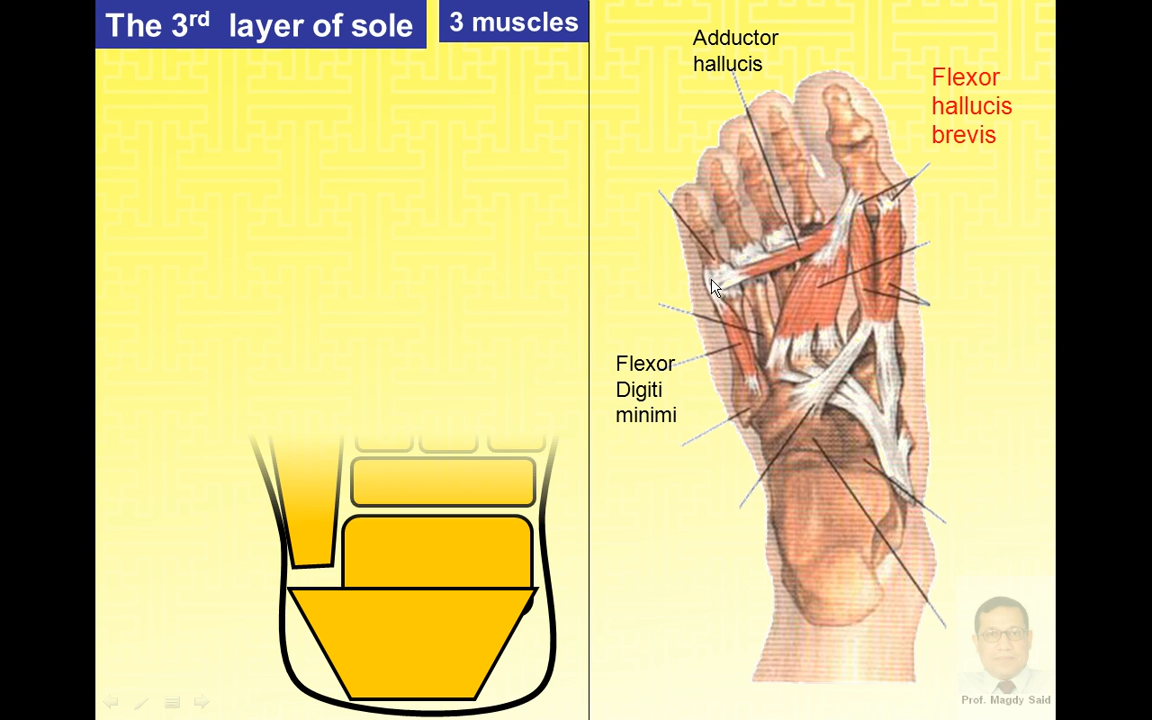 The 3rd layer of sole
3 muscles
Adductor
hallucis
Flexor
hallucis
brevis
Flexor
Digiti
minimi
Prof. Magdy Said